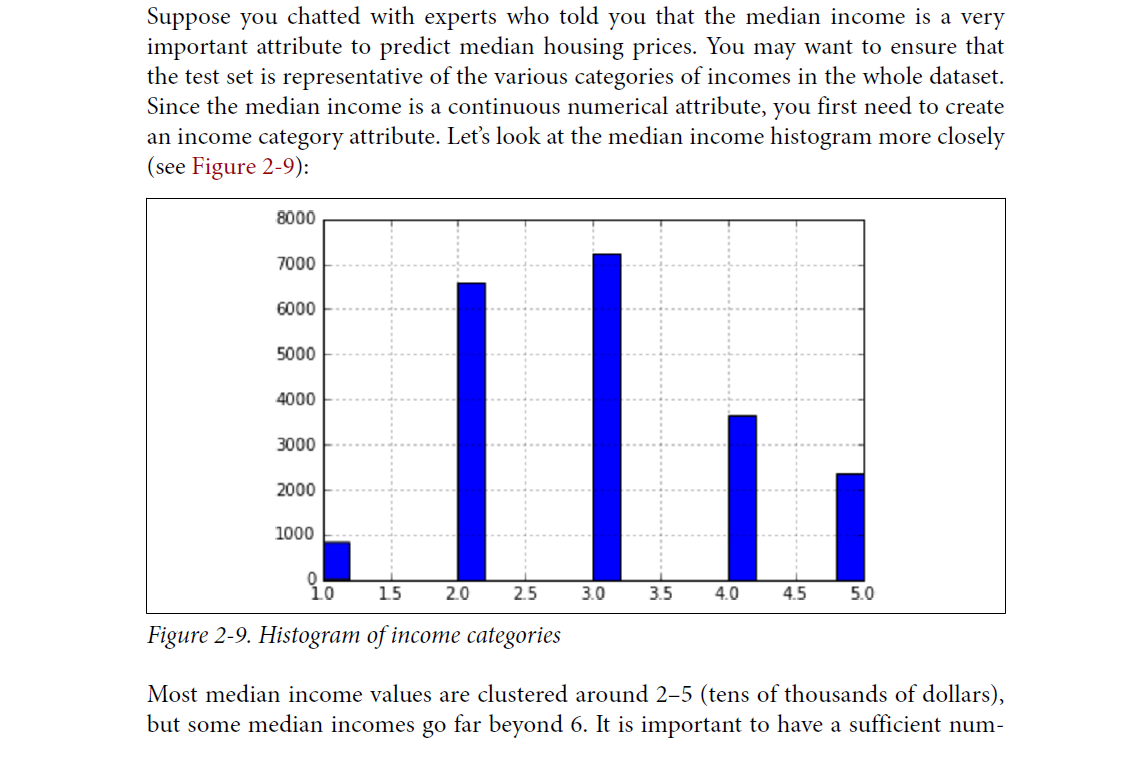 Suppose you chatted with experts who told you that the median income is a very
important attribute to predict median housing prices. You may want to ensure that
the test set is representative of the various categories of incomes in the whole dataset.
Since the median income is a continuous numerical attribute, you first need to create
an income category attribute. Let’s look at the median income histogram more closely
(see Figure 2-9):
8000
7000
6000
5000
4000
3000
2000
1000
0
1.0 1.5 2.0 2.5 3.0 3.5 4.0 4.5 5.0
Figure 2-9. Histogram of income categories
Most median income values are clustered around 2–5 (tens of thousands of dollars),
but some median incomes go far beyond 6. It is important to have a sufficient num-